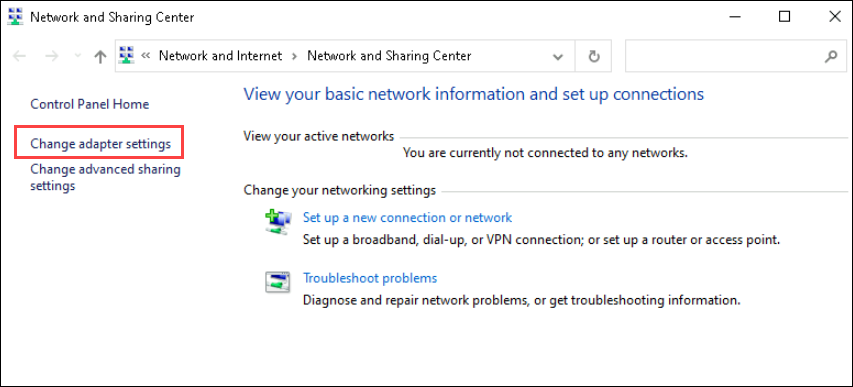 Network and Sharing Center
« Network and Internet › Network and Sharing Center
Control Panel Home
Change adapter settings
Change advanced sharing
settings
View your basic network information and set up connections
View your active networks
You are currently not connected to any networks.
Change your networking settings
Set up a new connection or network
Set up a broadband, dial-up, or VPN connection; or set up a router or access point.
Troubleshoot problems
Diagnose and repair network problems, or get troubleshooting information.